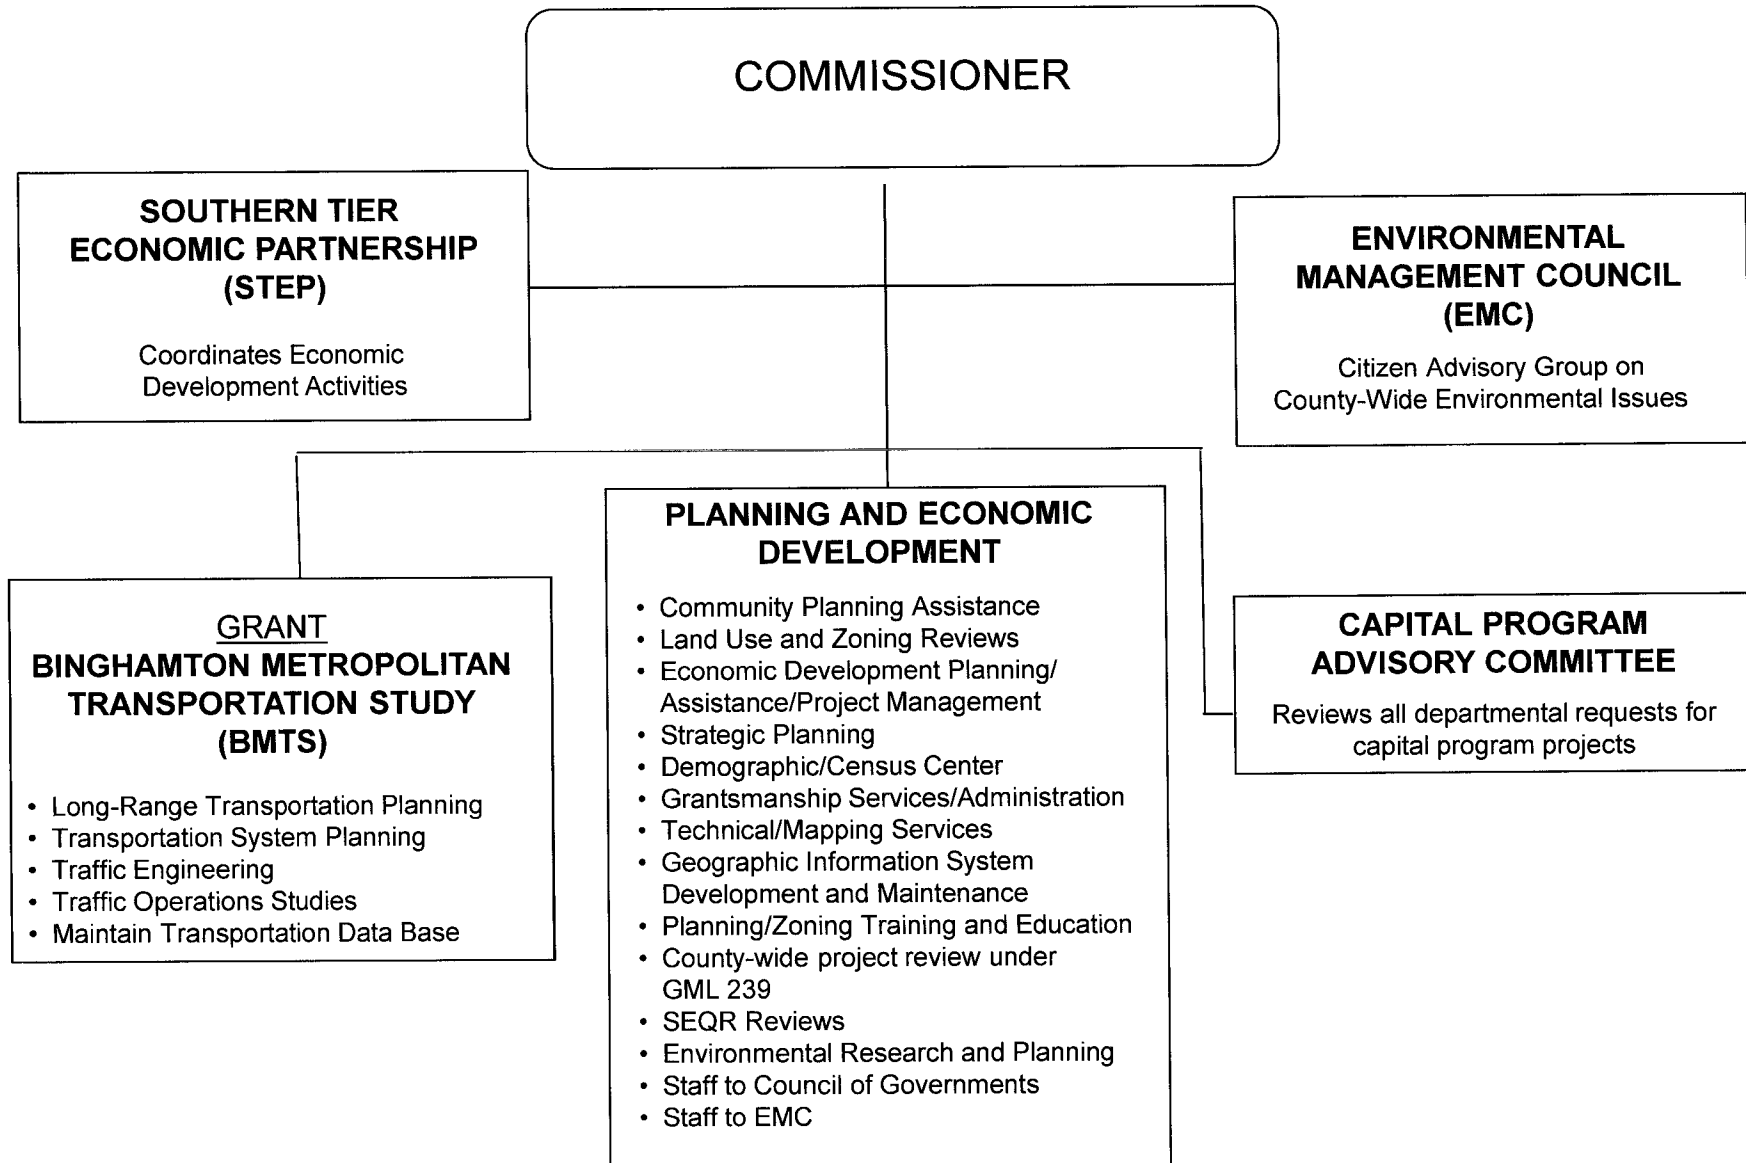 COMMISSIONER
SOUTHERN TIER
ECONOMIC PARTNERSHIP
(STEP)
Coordinates Economic
Development Activities
ENVIRONMENTAL
MANAGEMENT COUNCIL
(EMC)
Citizen Advisory Group on
County-Wide Environmental Issues
GRANT
BINGHAMTON METROPOLITAN
TRANSPORTATION STUDY
(BMTS)
• Long-Range Transportation Planning
• Transportation System Planning
• Traffic Engineering
• Traffic Operations Studies
• Maintain Transportation Data Base
PLANNING AND ECONOMIC
DEVELOPMENT
• Community Planning Assistance
• Land Use and Zoning Reviews
• Economic Development Planning/
Assistance/Project Management
• Strategic Planning
• Demographic/Census Center
• Grantsmanship Services/Administration
• Technical/Mapping Services
• Geographic Information System
Development and Maintenance
• Planning/Zoning Training and Education
• County-wide project review under
GML 239
• SEQR Reviews
• Environmental Research and Planning
• Staff to Council of Governments
• Staff to EMC
CAPITAL PROGRAM
ADVISORY COMMITTEE
Reviews all departmental requests for
capital program projects